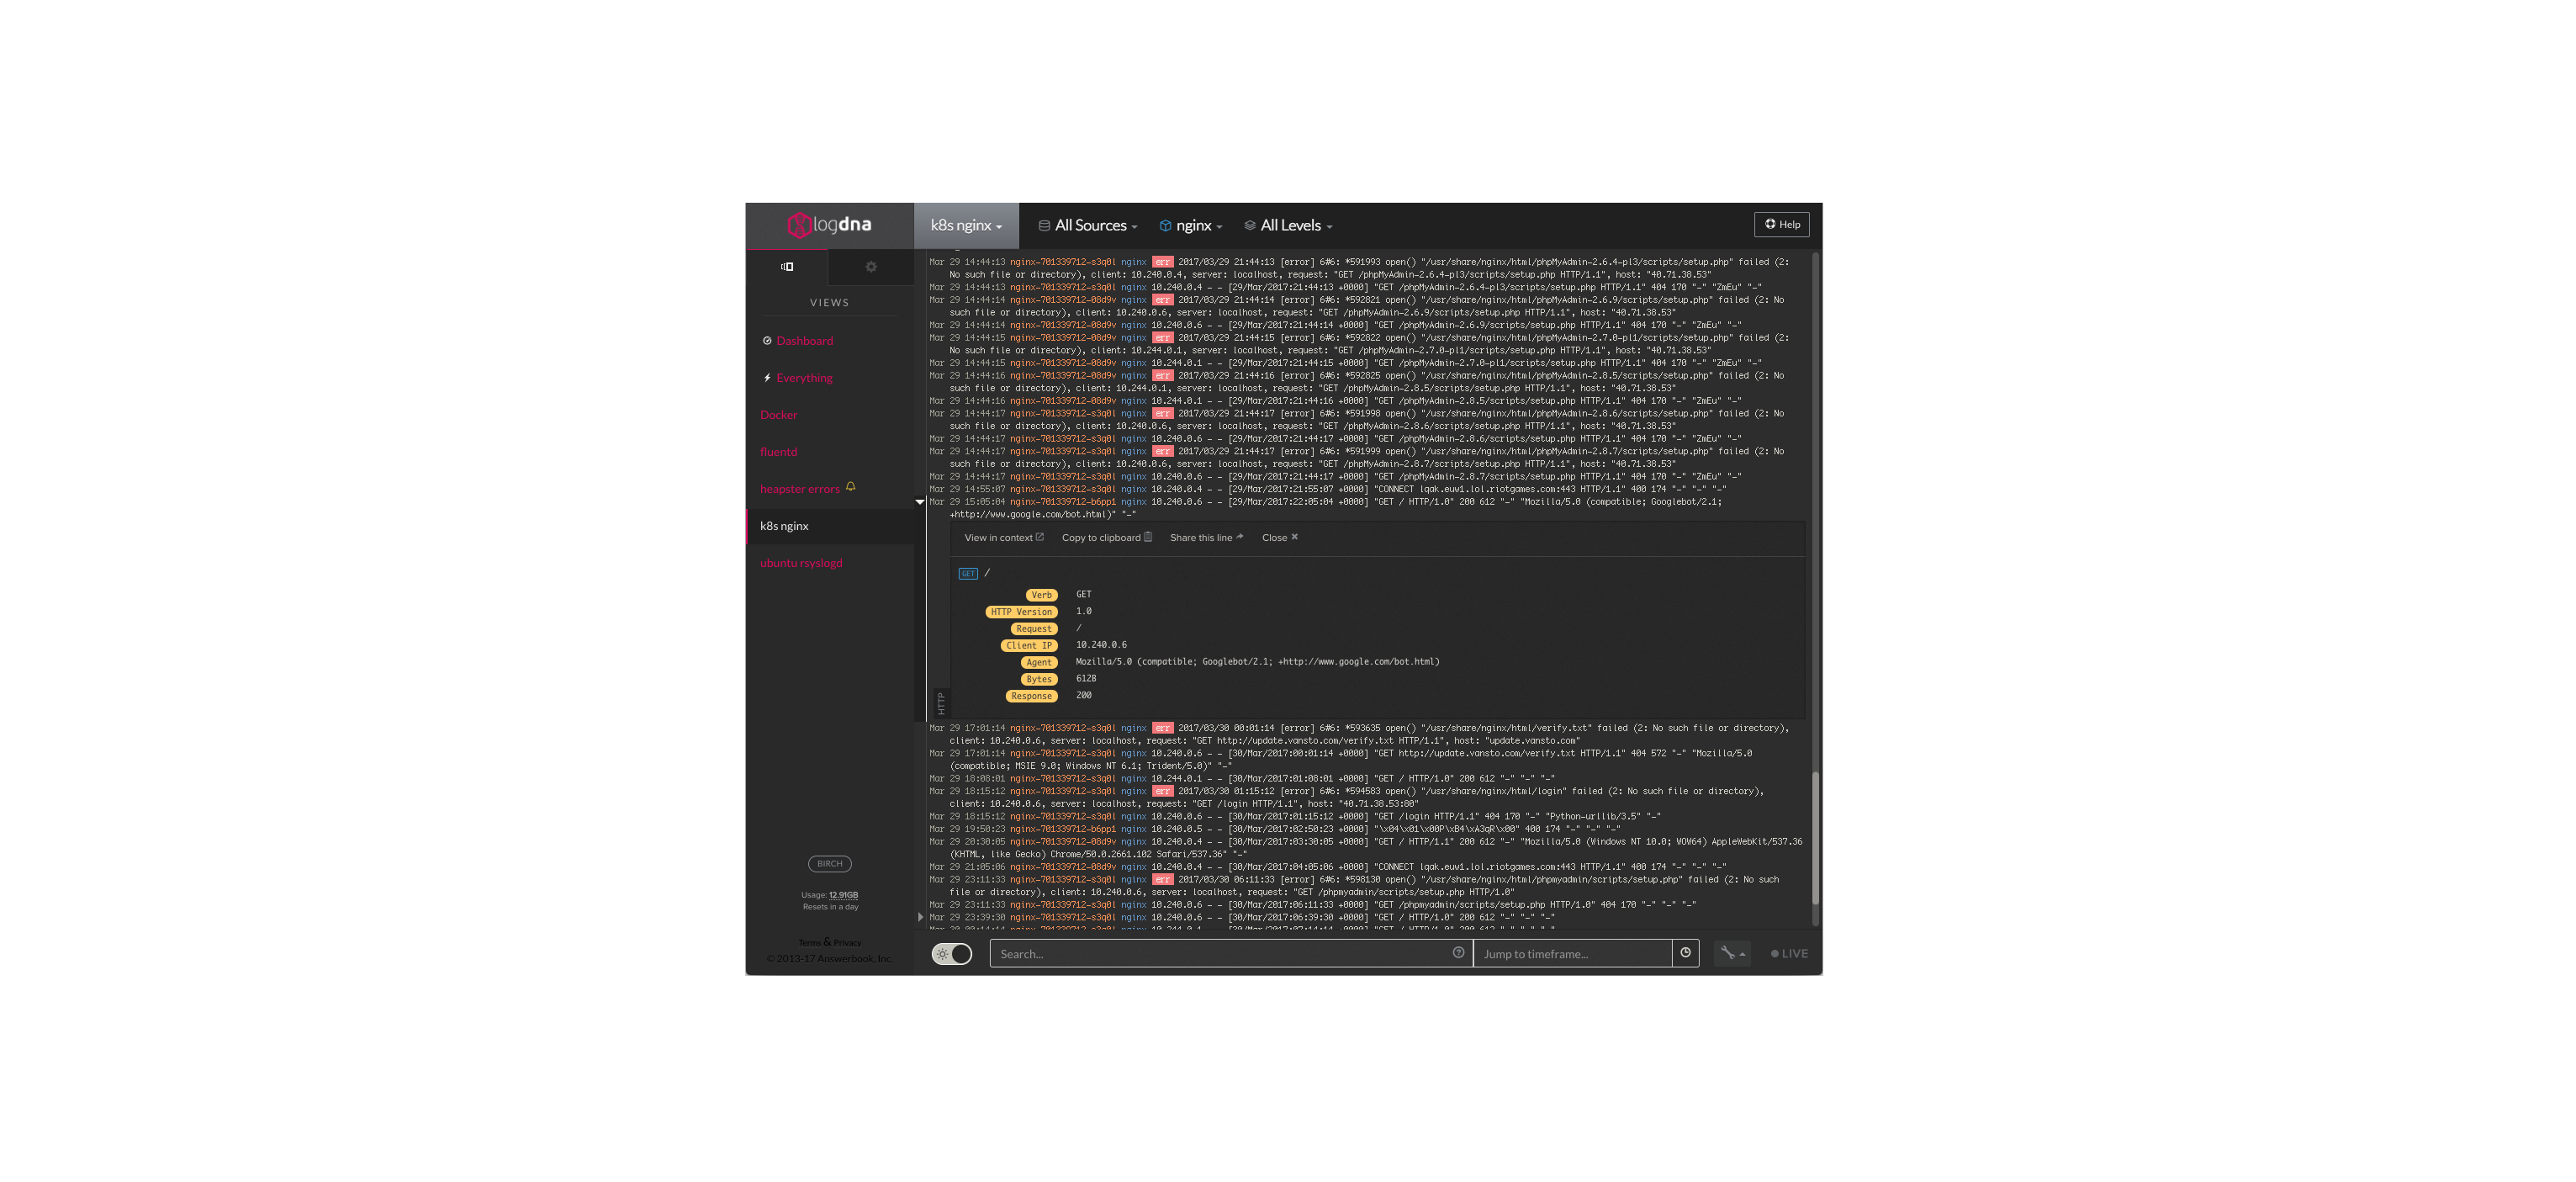 logdna
k8s nginx
All Sources
nginx
All Levels
Help
VIEWS
Dashboard
Everything
Docker
fluentd
heapster errors
k8s nginx
ubuntu rsyslogd
BIRCH
Usage: 12.91GB
Resets in a day
Terms & Privacy
© 2013-17 Answerbook, Inc.
Mar 29 14:44:13 nginx-701339712-s3q0l nginx err 2017/03/29 21:44:13 [error] 6#6: *591993 open() "/usr/share/nginx/html/phpMyAdmin-2.6.4-pl3/scripts/setup.php" failed (2:
No such file or directory), client: 10.240.0.4, server: localhost, request: "GET /phpMyAdmin-2.6.4-pl3/scripts/setup.php HTTP/1.1", host: "40.71.38.53"
Mar 29 14:44:13 nginx-701339712-s3q0l nginx 10.240.0.4 - - [29/Mar/2017:21:44:13 +0000] "GET /phpMyAdmin-2.6.4-pl3/scripts/setup.php HTTP/1.1" 404 170 "-" "ZmEu" "-"
Mar 29 14:44:14 nginx-701339712-08d9v nginx err 2017/03/29 21:44:14 [error] 6#6: *592821 open() "/usr/share/nginx/html/phpMyAdmin-2.6.9/scripts/setup.php" failed (2: No
such file or directory), client: 10.240.0.6, server: localhost, request: "GET /phpMyAdmin-2.6.9/scripts/setup.php HTTP/1.1", host: "40.71.38.53"
Mar 29 14:44:14 nginx-701339712-08d9v nginx 10.240.0.6 - - [29/Mar/2017:21:44:14 +0000] "GET /phpMyAdmin-2.6.9/scripts/setup.php HTTP/1.1" 404 170 "-" "ZmEu" "-"
Mar 29 14:44:15 nginx-701339712-08d9v nginx err 2017/03/29 21:44:15 [error] 6#6: *592822 open() "/usr/share/nginx/html/phpMyAdmin-2.7.0-pl1/scripts/setup.php" failed (2:
No such file or directory), client: 10.244.0.1, server: localhost, request: "GET /phpMyAdmin-2.7.0-pl1/scripts/setup.php HTTP/1.1", host: "40.71.38.53"
Mar 29 14:44:15 nginx-701339712-08d9v nginx 10.244.0.1 - - [29/Mar/2017:21:44:15 +0000] "GET /phpMyAdmin-2.7.0-pl1/scripts/setup.php HTTP/1.1" 404 170 "-" "ZmEu" "-"
Mar 29 14:44:16 nginx-701339712-08d9v nginx err 2017/03/29 21:44:16 [error] 6#6: *592825 open() "/usr/share/nginx/html/phpMyAdmin-2.8.5/scripts/setup.php" failed (2: No
such file or directory), client: 10.244.0.1, server: localhost, request: "GET /phpMyAdmin-2.8.5/scripts/setup.php HTTP/1.1", host: "40.71.38.53"
Mar 29 14:44:16 nginx-701339712-08d9v nginx 10.244.0.1 - - [29/Mar/2017:21:44:16 +0000] "GET /phpMyAdmin-2.8.5/scripts/setup.php HTTP/1.1" 404 170 "-" "ZmEu" "-"
Mar 29 14:44:17 nginx-701339712-s3q0l nginx err 2017/03/29 21:44:17 [error] 6#6: *591998 open() "/usr/share/nginx/html/phpMyAdmin-2.8.6/scripts/setup.php" failed (2: No
such file or directory), client: 10.240.0.6, server: localhost, request: "GET /phpMyAdmin-2.8.6/scripts/setup.php HTTP/1.1", host: "40.71.38.53"
Mar 29 14:44:17 nginx-701339712-s3q0l nginx 10.240.0.6 - - [29/Mar/2017:21:44:17 +0000] "GET /phpMyAdmin-2.8.6/scripts/setup.php HTTP/1.1" 404 170 "-" "ZmEu" "-"
Mar 29 14:44:17 nginx-701339712-s3q0l nginx err 2017/03/29 21:44:17 [error] 6#6: *591999 open() "/usr/share/nginx/html/phpMyAdmin-2.8.7/scripts/setup.php" failed (2: No
such file or directory), client: 10.240.0.6, server: localhost, request: "GET /phpMyAdmin-2.8.7/scripts/setup.php HTTP/1.1", host: "40.71.38.53"
Mar 29 14:44:17 nginx-701339712-s3q0l nginx 10.240.0.6 - - [29/Mar/2017:21:44:17 +0000] "GET /phpMyAdmin-2.8.7/scripts/setup.php HTTP/1.1" 404 170 "-" "ZmEu" "-"
Mar 29 14:55:07 nginx-701339712-s3q0l nginx 10.240.0.4 - - [29/Mar/2017:21:55:07 +0000] "CONNECT lqak.euw1.lol.riotgames.com:443 HTTP/1.1" 400 174 "-" "-" "-"
Mar 29 15:05:04 nginx-701339712-b6pp1 nginx 10.240.0.6 - - [29/Mar/2017:22:05:04 +0000] "GET / HTTP/1.0" 200 612 "-" "Mozilla/5.0 (compatible; Googlebot/2.1;
+http://www.google.com/bot.html)" "-"
View in context
Copy to clipboard
Share this line
Close
GET /
Verb GET
HTTP Version 1.0
Request /
Client IP 10.240.0.6
Agent Mozilla/5.0 (compatible; Googlebot/2.1; +http://www.google.com/bot.html)
Bytes 612B
Response 200
HTTP
Mar 29 17:01:14 nginx-701339712-s3q0l nginx err 2017/03/30 00:01:14 [error] 6#6: *593635 open() "/usr/share/nginx/html/verify.txt" failed (2: No such file or directory),
client: 10.240.0.6, server: localhost, request: "GET http://update.vansto.com/verify.txt HTTP/1.1", host: "update.vansto.com"
Mar 29 17:01:14 nginx-701339712-s3q0l nginx 10.240.0.6 - - [30/Mar/2017:00:01:14 +0000] "GET http://update.vansto.com/verify.txt HTTP/1.1" 404 572 "-" "Mozilla/5.0
(compatible; MSIE 9.0; Windows NT 6.1; Trident/5.0)" "-"
Mar 29 18:08:01 nginx-701339712-s3q0l nginx 10.244.0.1 - - [30/Mar/2017:01:08:01 +0000] "GET / HTTP/1.0" 200 612 "-" "-" "-"
Mar 29 18:15:12 nginx-701339712-s3q0l nginx err 2017/03/30 01:15:12 [error] 6#6: *594583 open() "/usr/share/nginx/html/login" failed (2: No such file or directory),
client: 10.240.0.6, server: localhost, request: "GET /login HTTP/1.1", host: "40.71.38.53:80"
Mar 29 18:15:12 nginx-701339712-s3q0l nginx 10.240.0.6 - - [30/Mar/2017:01:15:12 +0000] "GET /login HTTP/1.1" 404 170 "-" "Python-urllib/3.5" "-"
Mar 29 19:50:23 nginx-701339712-b6pp1 nginx 10.240.0.5 - - [30/Mar/2017:02:50:23 +0000] "\x04\x01\x00P\xB4\xA3qR\x00" 400 174 "-" "-" "-"
Mar 29 20:30:05 nginx-701339712-08d9v nginx 10.240.0.4 - - [30/Mar/2017:03:30:05 +0000] "GET / HTTP/1.1" 200 612 "-" "Mozilla/5.0 (Windows NT 10.0; WOW64) AppleWebKit/537.36
(KHTML, like Gecko) Chrome/50.0.2661.102 Safari/537.36" "-"
Mar 29 21:05:06 nginx-701339712-08d9v nginx 10.240.0.4 - - [30/Mar/2017:04:05:06 +0000] "CONNECT lqak.euw1.lol.riotgames.com:443 HTTP/1.1" 400 174 "-" "-" "-"
Mar 29 23:11:33 nginx-701339712-s3q0l nginx err 2017/03/30 06:11:33 [error] 6#6: *598130 open() "/usr/share/nginx/html/phpmyadmin/scripts/setup.php" failed (2: No such
file or directory), client: 10.240.0.6, server: localhost, request: "GET /phpmyadmin/scripts/setup.php HTTP/1.0"
Mar 29 23:11:33 nginx-701339712-s3q0l nginx 10.240.0.6 - - [30/Mar/2017:06:11:33 +0000] "GET /phpmyadmin/scripts/setup.php HTTP/1.0" 404 170 "-" "-" "-"
Mar 29 23:39:30 nginx-701339712-s3q0l nginx 10.240.0.6 - - [30/Mar/2017:06:39:30 +0000] "GET / HTTP/1.0" 200 612 "-" "-" "-"
Search...
Jump to timeframe...
LIVE